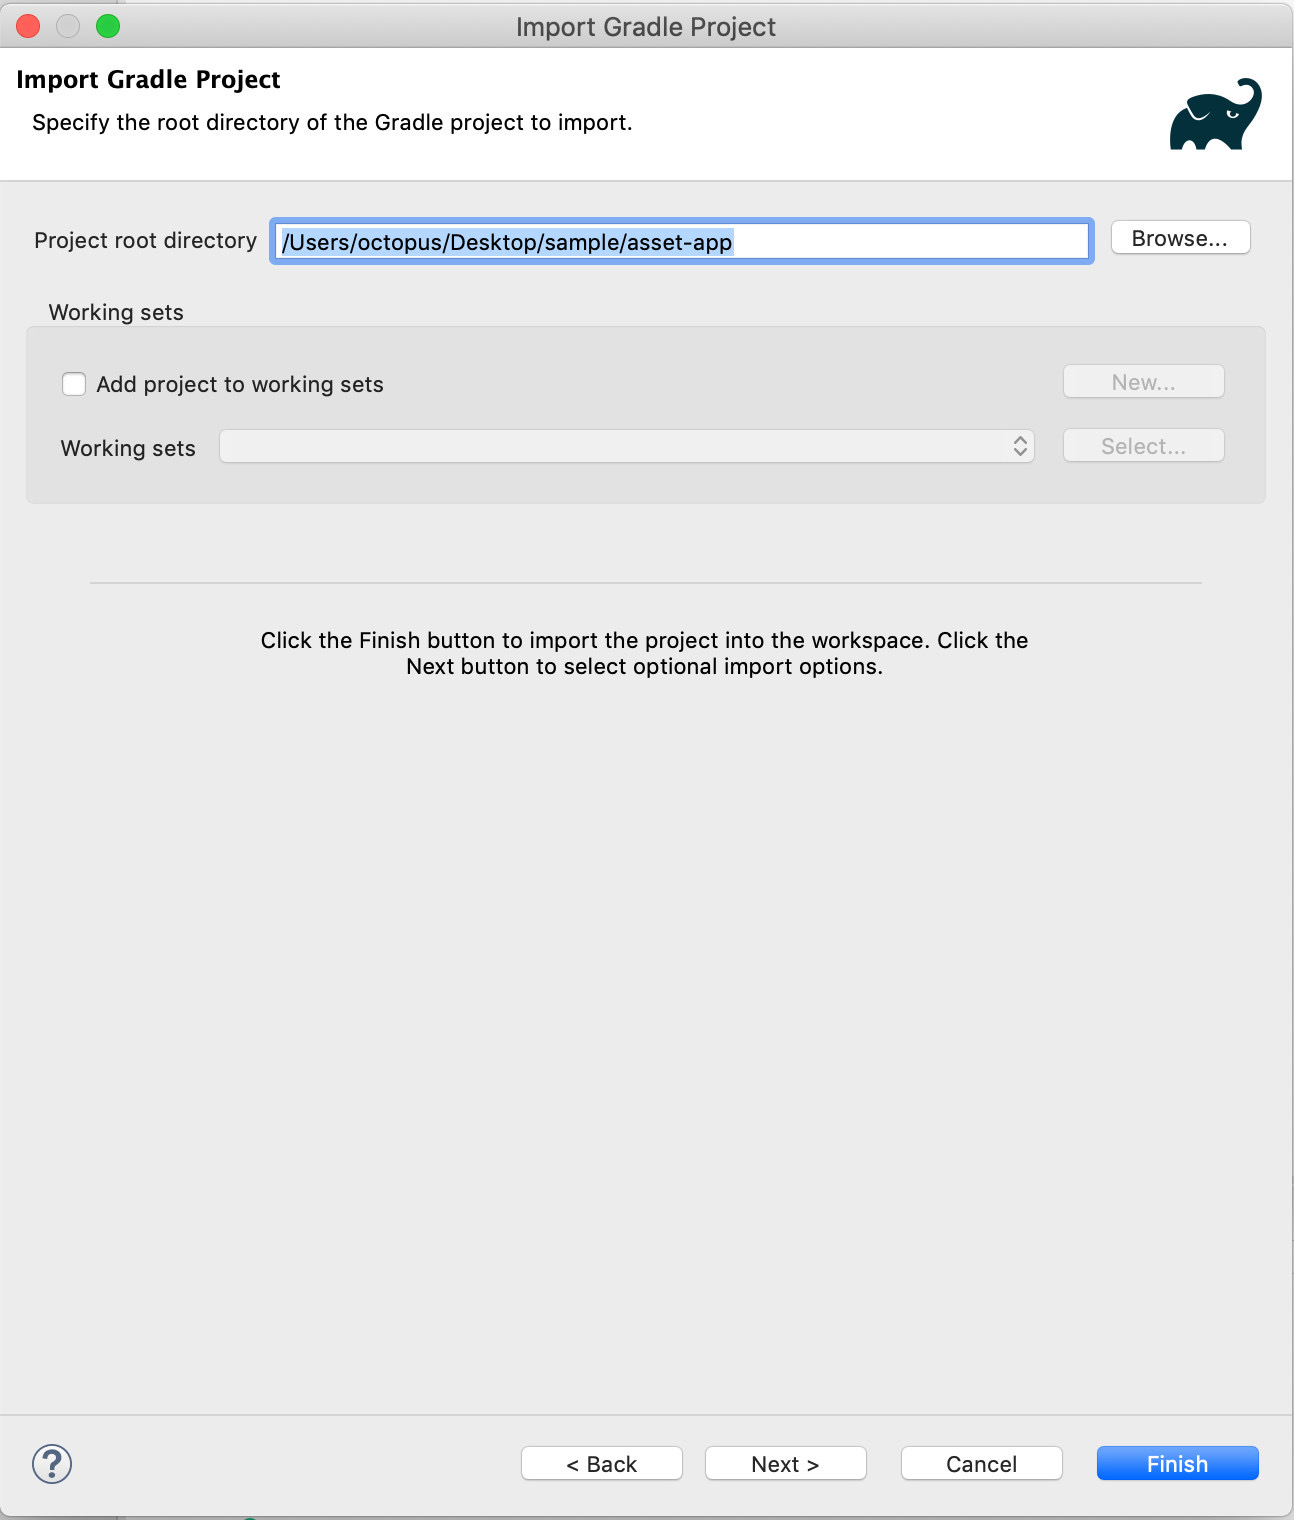 Import Gradle Project
Import Gradle Project
Specify the root directory of the Gradle project to import.
Project root directory /Users/octopus/Desktop/sample/asset-app Browse...
Working sets
Add project to working sets New...
Working sets Select...
Click the Finish button to import the project into the workspace. Click the
Next button to select optional import options.
? < Back Next > Cancel Finish